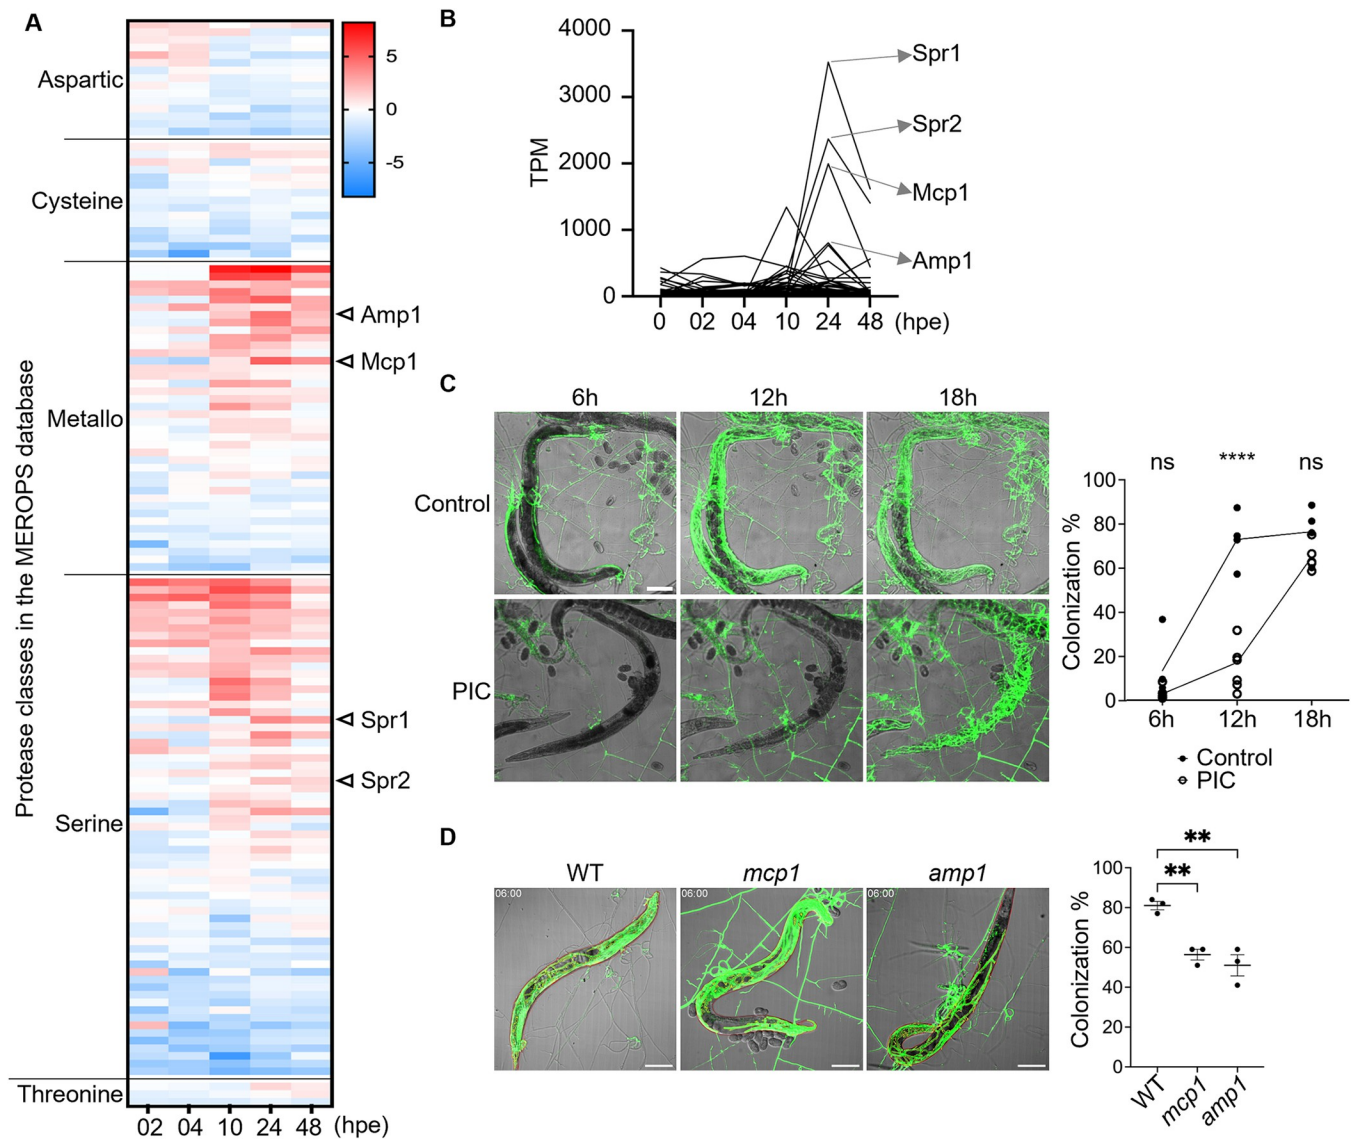 A
Aspartic
Cysteine
Metallo
Serine
Threonine
Protease classes in the MEROPS database
5
0
-5
Amp1
Mcp1
Spr1
Spr2
02 04 10 24 48 (hpe)
B
4000
3000
2000
1000
0
TPM
Spr1
Spr2
Mcp1
Amp1
0 02 04 10 24 48 (hpe)
C
6h 12h 18h
Control
PIC
ns **** ns
100
80
60
40
20
0
Colonization %
6h 12h 18h
Control
PIC
D
WT mcp1 amp1
06:00 06:00 06:00
**
**
100
80
60
40
20
0
Colonization %
WT mcp1 amp1